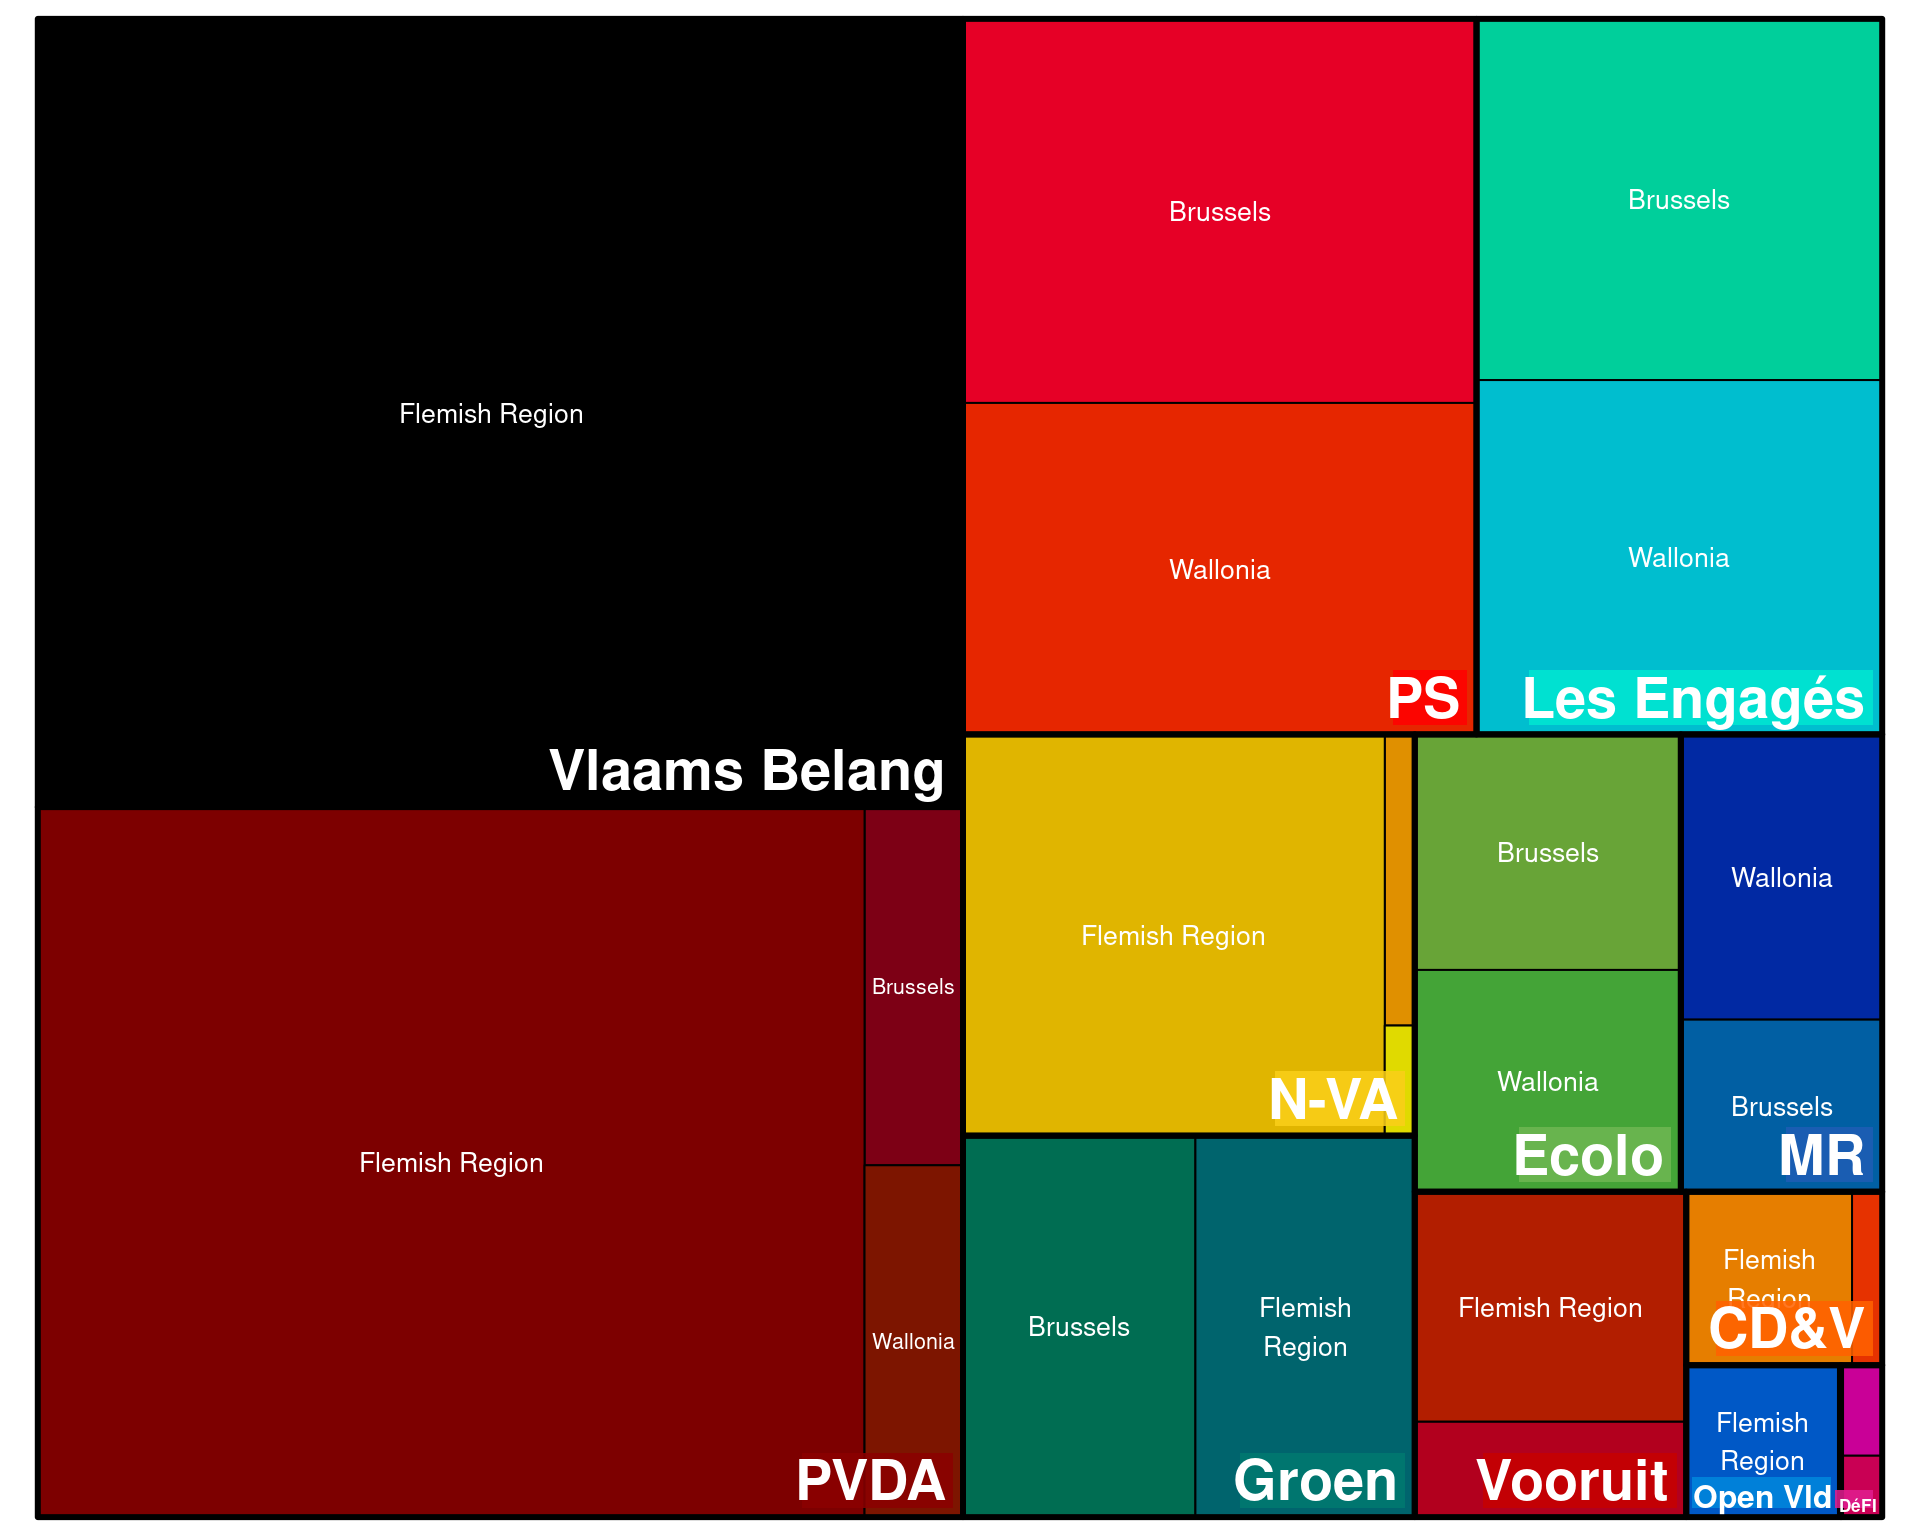 Flemish Region
Vlaams Belang
Flemish Region
Brussels
Wallonia
PVDA
Brussels
Wallonia
PS
Brussels
Wallonia
Les Engagés
Flemish Region
N-VA
Brussels
Flemish
Region
Groen
Brussels
Wallonia
Ecolo
Wallonia
Brussels
MR
Flemish Region
Vooruit
Flemish
Region
CD&V
Flemish
Region
Open Vld
DéFI